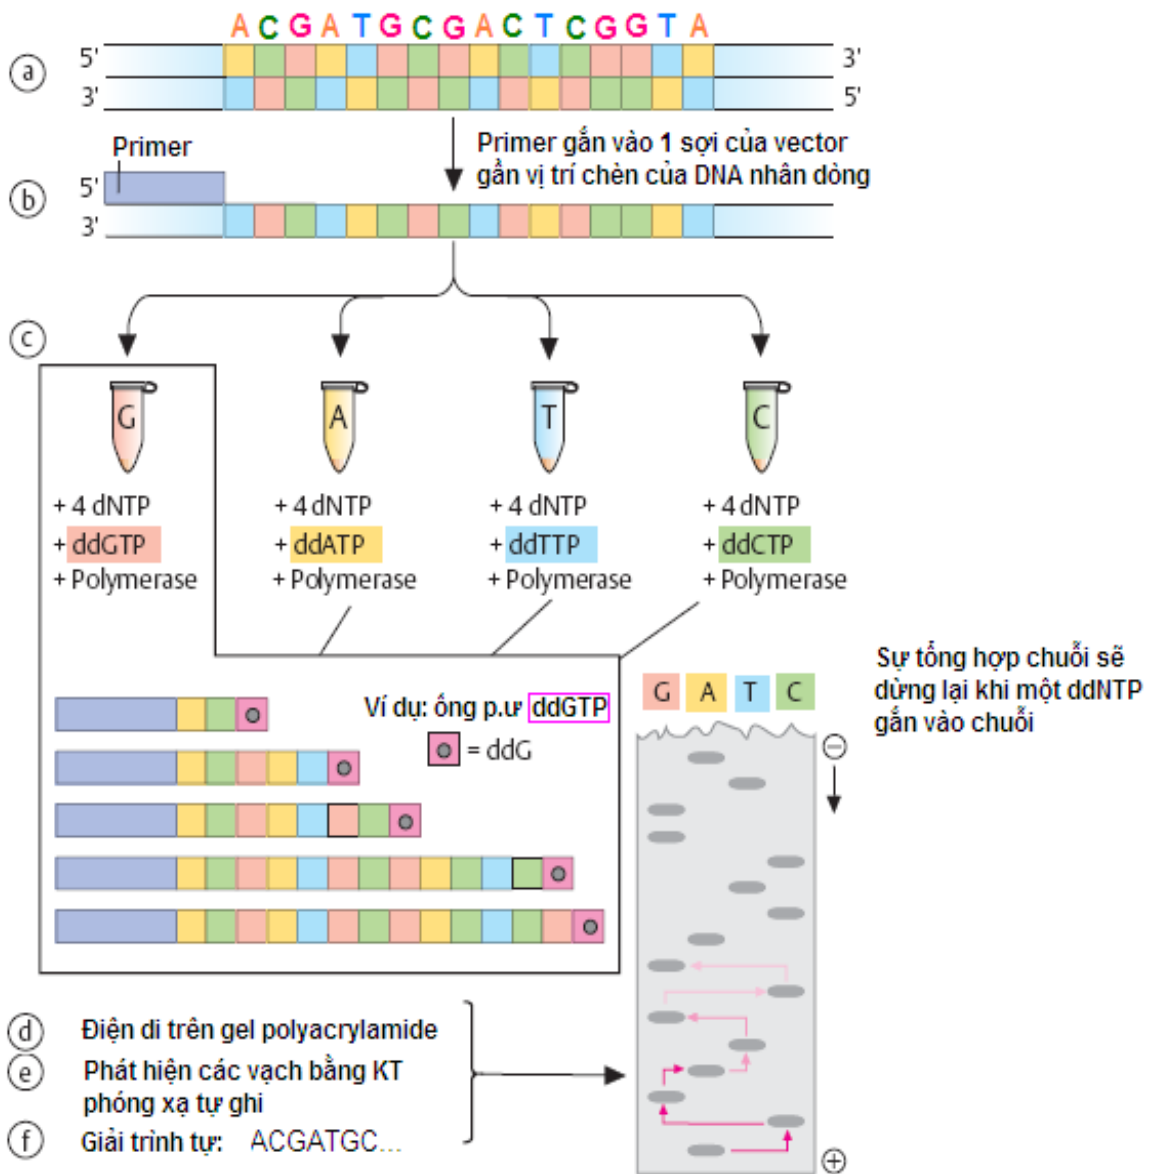 A C G A T G C G A C T C G G T A
a
5' 3'
3' 5'
Primer gắn vào 1 sợi của vector
gần vị trí chèn của DNA nhân dòng
Primer
b
5'
3'
c
G A T C
+ 4 dNTP + 4 dNTP + 4 dNTP + 4 dNTP
+ ddGTP + ddATP + ddTTP + ddCTP
+ Polymerase + Polymerase + Polymerase + Polymerase
Sự tổng hợp chuỗi sẽ
dừng lại khi một ddNTP
gắn vào chuỗi
Ví dụ: ông p.ư ddGTP
= ddG
G A T C
−
+
d Điện di trên gel polyacrylamide
e Phát hiện các vạch bằng KT
phóng xạ tự ghi
f Giải trình tự: ACGATGC...